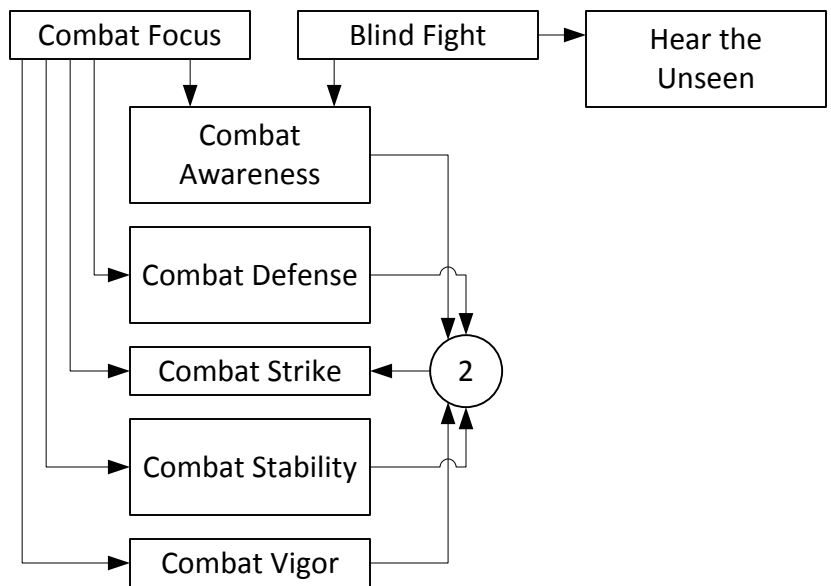 Combat Focus
Blind Fight
Hear the
Unseen
Combat
Awareness
Combat Defense
Combat Strike
2
Combat Stability
Combat Vigor